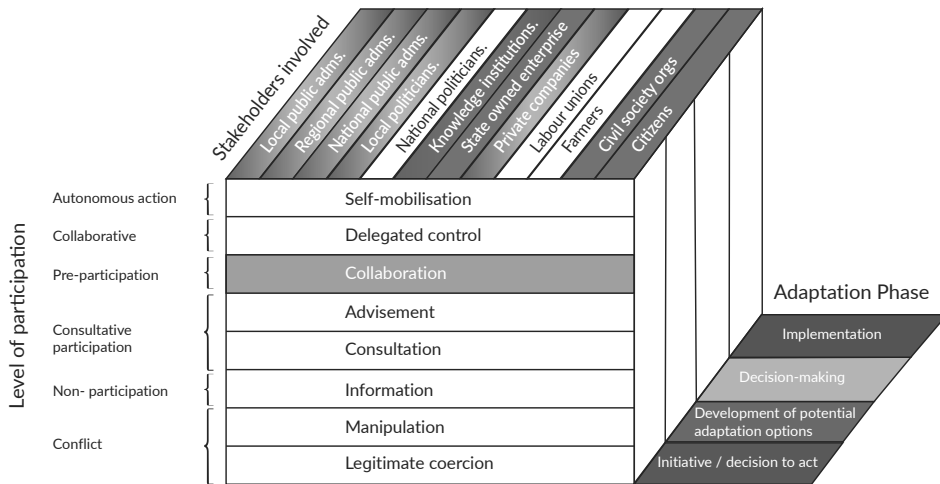 Stakeholders involved
Local public adms.
Regional public adms.
National public adms.
Local politicians.
National politicians.
Knowledge institutions.
State owned enterprise
Private companies
Labour unions
Farmers
Civil society orgs
Citizens
Level of participation
Autonomous action
Self-mobilisation
Collaborative
Delegated control
Pre-participation
Collaboration
Consultative
participation
Advisement
Consultation
Non- participation
Information
Conflict
Manipulation
Legitimate coercion
Adaptation Phase
Implementation
Decision-making
Development of potential
adaptation options
Initiative / decision to act